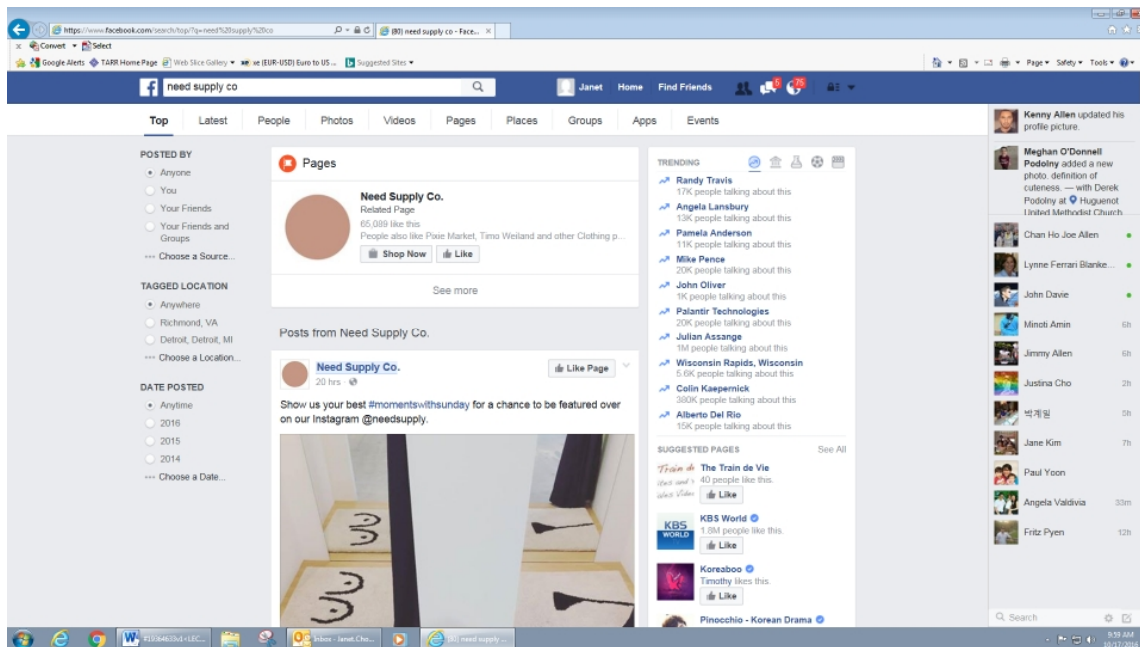 https://www.facebook.com/search/top/?q=need%20supply%20co
(80) need supply co - Face...
x Convert Select
Google Alerts TARR Home Page Web Slice Gallery xe (EUR-USD) Euro to US ... Suggested Sites
Page Safety Tools
need supply co
Janet Home Find Friends 5 75
Top Latest People Photos Videos Pages Places Groups Apps Events
POSTED BY
Anyone
You
Your Friends
Your Friends and
Groups
Choose a Source...
TAGGED LOCATION
Anywhere
Richmond, VA
Detroit, Detroit, MI
Choose a Location...
DATE POSTED
Anytime
2016
2015
2014
Choose a Date...
Pages
Need Supply Co.
Related Page
65,089 like this
People also like Pixie Market, Timo Weiland and other Clothing p...
Shop Now Like
See more
Posts from Need Supply Co.
Need Supply Co.
Like Page
20 hrs
Show us your best #momentswithsunday for a chance to be featured over
on our Instagram @needsupply.
TRENDING
Randy Travis
17K people talking about this
Angela Lansbury
13K people talking about this
Pamela Anderson
11K people talking about this
Mike Pence
20K people talking about this
John Oliver
1K people talking about this
Palantir Technologies
20K people talking about this
Julian Assange
1M people talking about this
Wisconsin Rapids, Wisconsin
5.6K people talking about this
Colin Kaepernick
380K people talking about this
Alberto Del Rio
15K people talking about this
SUGGESTED PAGES See All
The Train de Vie
40 people like this.
Like
KBS World
1.8M people like this.
Like
KBS
WORLD
Koreaboo
Timothy likes this.
Like
Pinocchio - Korean Drama
Kenny Allen updated his
profile picture.
Meghan O'Donnell
Podolny added a new
photo. definition of
cuteness. — with Derek
Podolny at Huguenot
United Methodist Church
Chan Ho Joe Allen
Lynne Ferrari Blanke...
John Davie
Minoti Amin 6h
Jimmy Allen 6h
Justina Cho 2h
박계일 5h
Jane Kim 7h
Paul Yoon
Angela Valdivia 33m
Fritz Pyen 12h
Search
Inbox - Janet.Cho...
(80) need supply ...
9:59 AM
10/17/2016